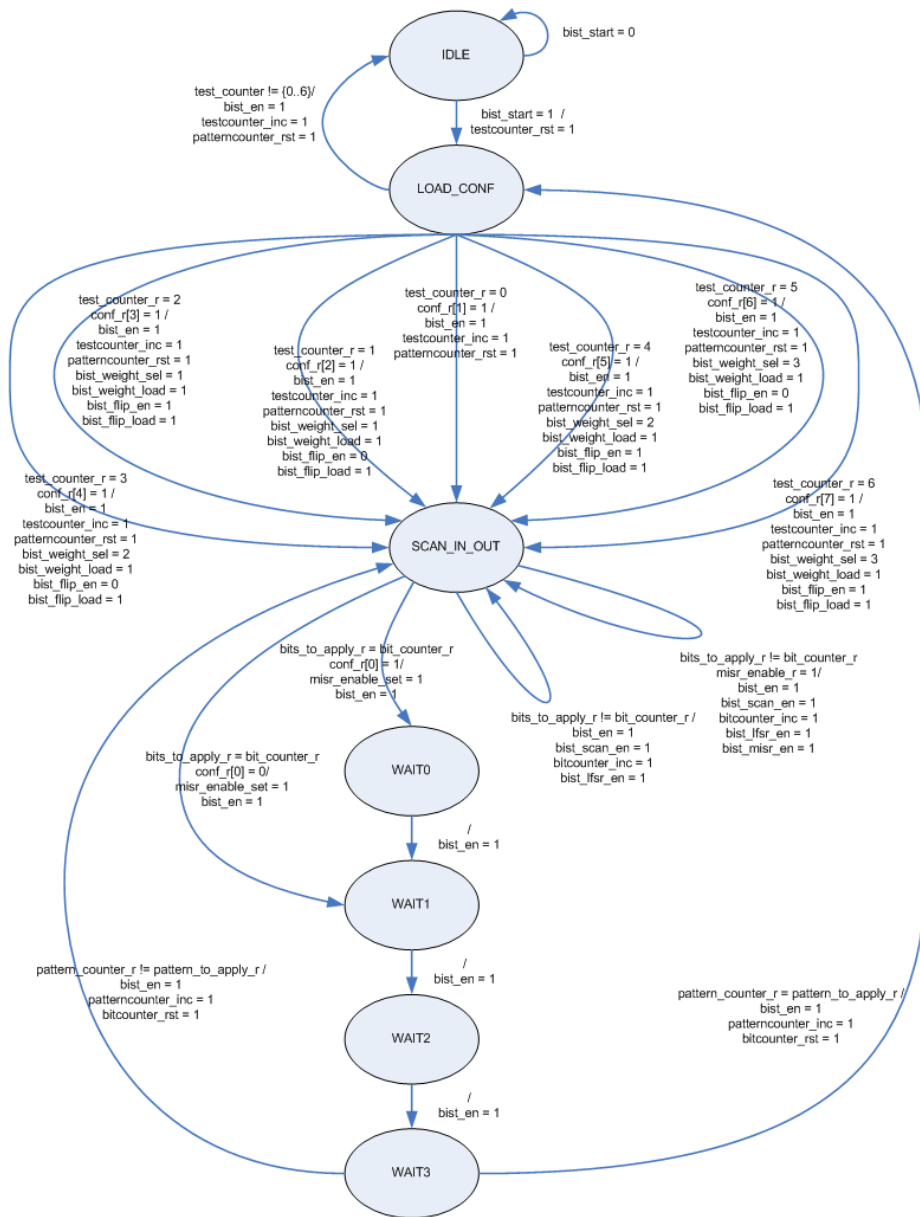 bist_start = 0
IDLE
test_counter != {0..6}/
bist_en = 1
testcounter_inc = 1
patterncounter_rst = 1
bist_start = 1 /
testcounter_rst = 1
LOAD_CONF
test_counter_r = 2
conf_r[3] = 1 /
bist_en = 1
testcounter_inc = 1
patterncounter_rst = 1
bist_weight_sel = 1
bist_weight_load = 1
bist_flip_en = 1
bist_flip_load = 1
test_counter_r = 1
conf_r[2] = 1 /
bist_en = 1
testcounter_inc = 1
patterncounter_rst = 1
bist_weight_sel = 1
bist_weight_load = 1
bist_flip_en = 0
bist_flip_load = 1
test_counter_r = 0
conf_r[1] = 1 /
bist_en = 1
testcounter_inc = 1
patterncounter_rst = 1
test_counter_r = 4
conf_r[5] = 1 /
bist_en = 1
testcounter_inc = 1
patterncounter_rst = 1
bist_weight_sel = 2
bist_weight_load = 1
bist_flip_en = 1
bist_flip_load = 1
test_counter_r = 5
conf_r[6] = 1 /
bist_en = 1
testcounter_inc = 1
patterncounter_rst = 1
bist_weight_sel = 3
bist_weight_load = 1
bist_flip_en = 0
bist_flip_load = 1
test_counter_r = 3
conf_r[4] = 1 /
bist_en = 1
testcounter_inc = 1
patterncounter_rst = 1
bist_weight_sel = 2
bist_weight_load = 1
bist_flip_en = 0
bist_flip_load = 1
test_counter_r = 6
conf_r[7] = 1 /
bist_en = 1
testcounter_inc = 1
patterncounter_rst = 1
bist_weight_sel = 3
bist_weight_load = 1
bist_flip_en = 1
bist_flip_load = 1
SCAN_IN_OUT
bits_to_apply_r = bit_counter_r
conf_r[0] = 1/
misr_enable_set = 1
bist_en = 1
bits_to_apply_r != bit_counter_r
misr_enable_r = 1/
bist_en = 1
bist_scan_en = 1
bitcounter_inc = 1
bist_lfsr_en = 1
bist_misr_en = 1
bits_to_apply_r != bit_counter_r /
bist_en = 1
bist_scan_en = 1
bitcounter_inc = 1
bist_lfsr_en = 1
bits_to_apply_r = bit_counter_r
conf_r[0] = 0/
misr_enable_set = 1
bist_en = 1
WAIT0
/
bist_en = 1
WAIT1
/
bist_en = 1
pattern_counter_r != pattern_to_apply_r /
bist_en = 1
patterncounter_inc = 1
bitcounter_rst = 1
pattern_counter_r = pattern_to_apply_r /
bist_en = 1
patterncounter_inc = 1
bitcounter_rst = 1
WAIT2
/
bist_en = 1
WAIT3